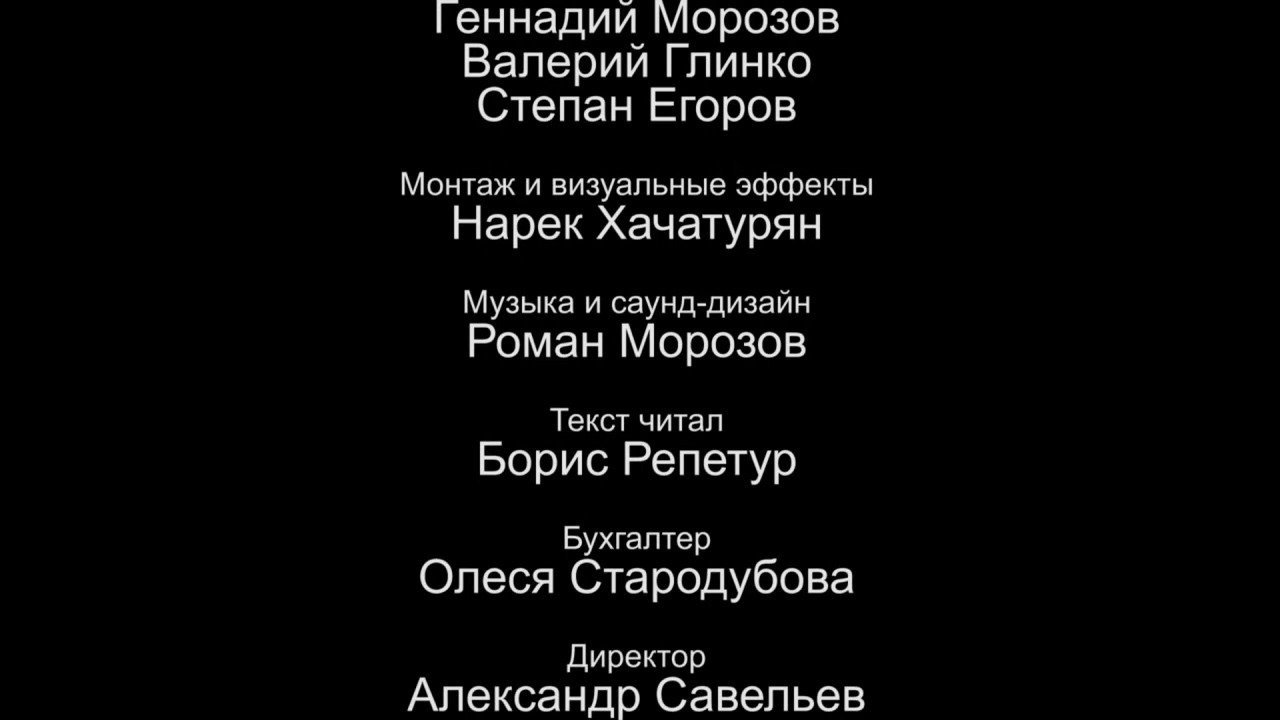 Геннадий Морозов
Валерий Глинко
Степан Егоров
Монтаж и визуальные эффекты
Нарек Хачатурян
Музыка и саунд-дизайн
Роман Морозов
Текст читал
Борис Репетур
Бухгалтер
Олеся Стародубова
Директор
Александр Савельев